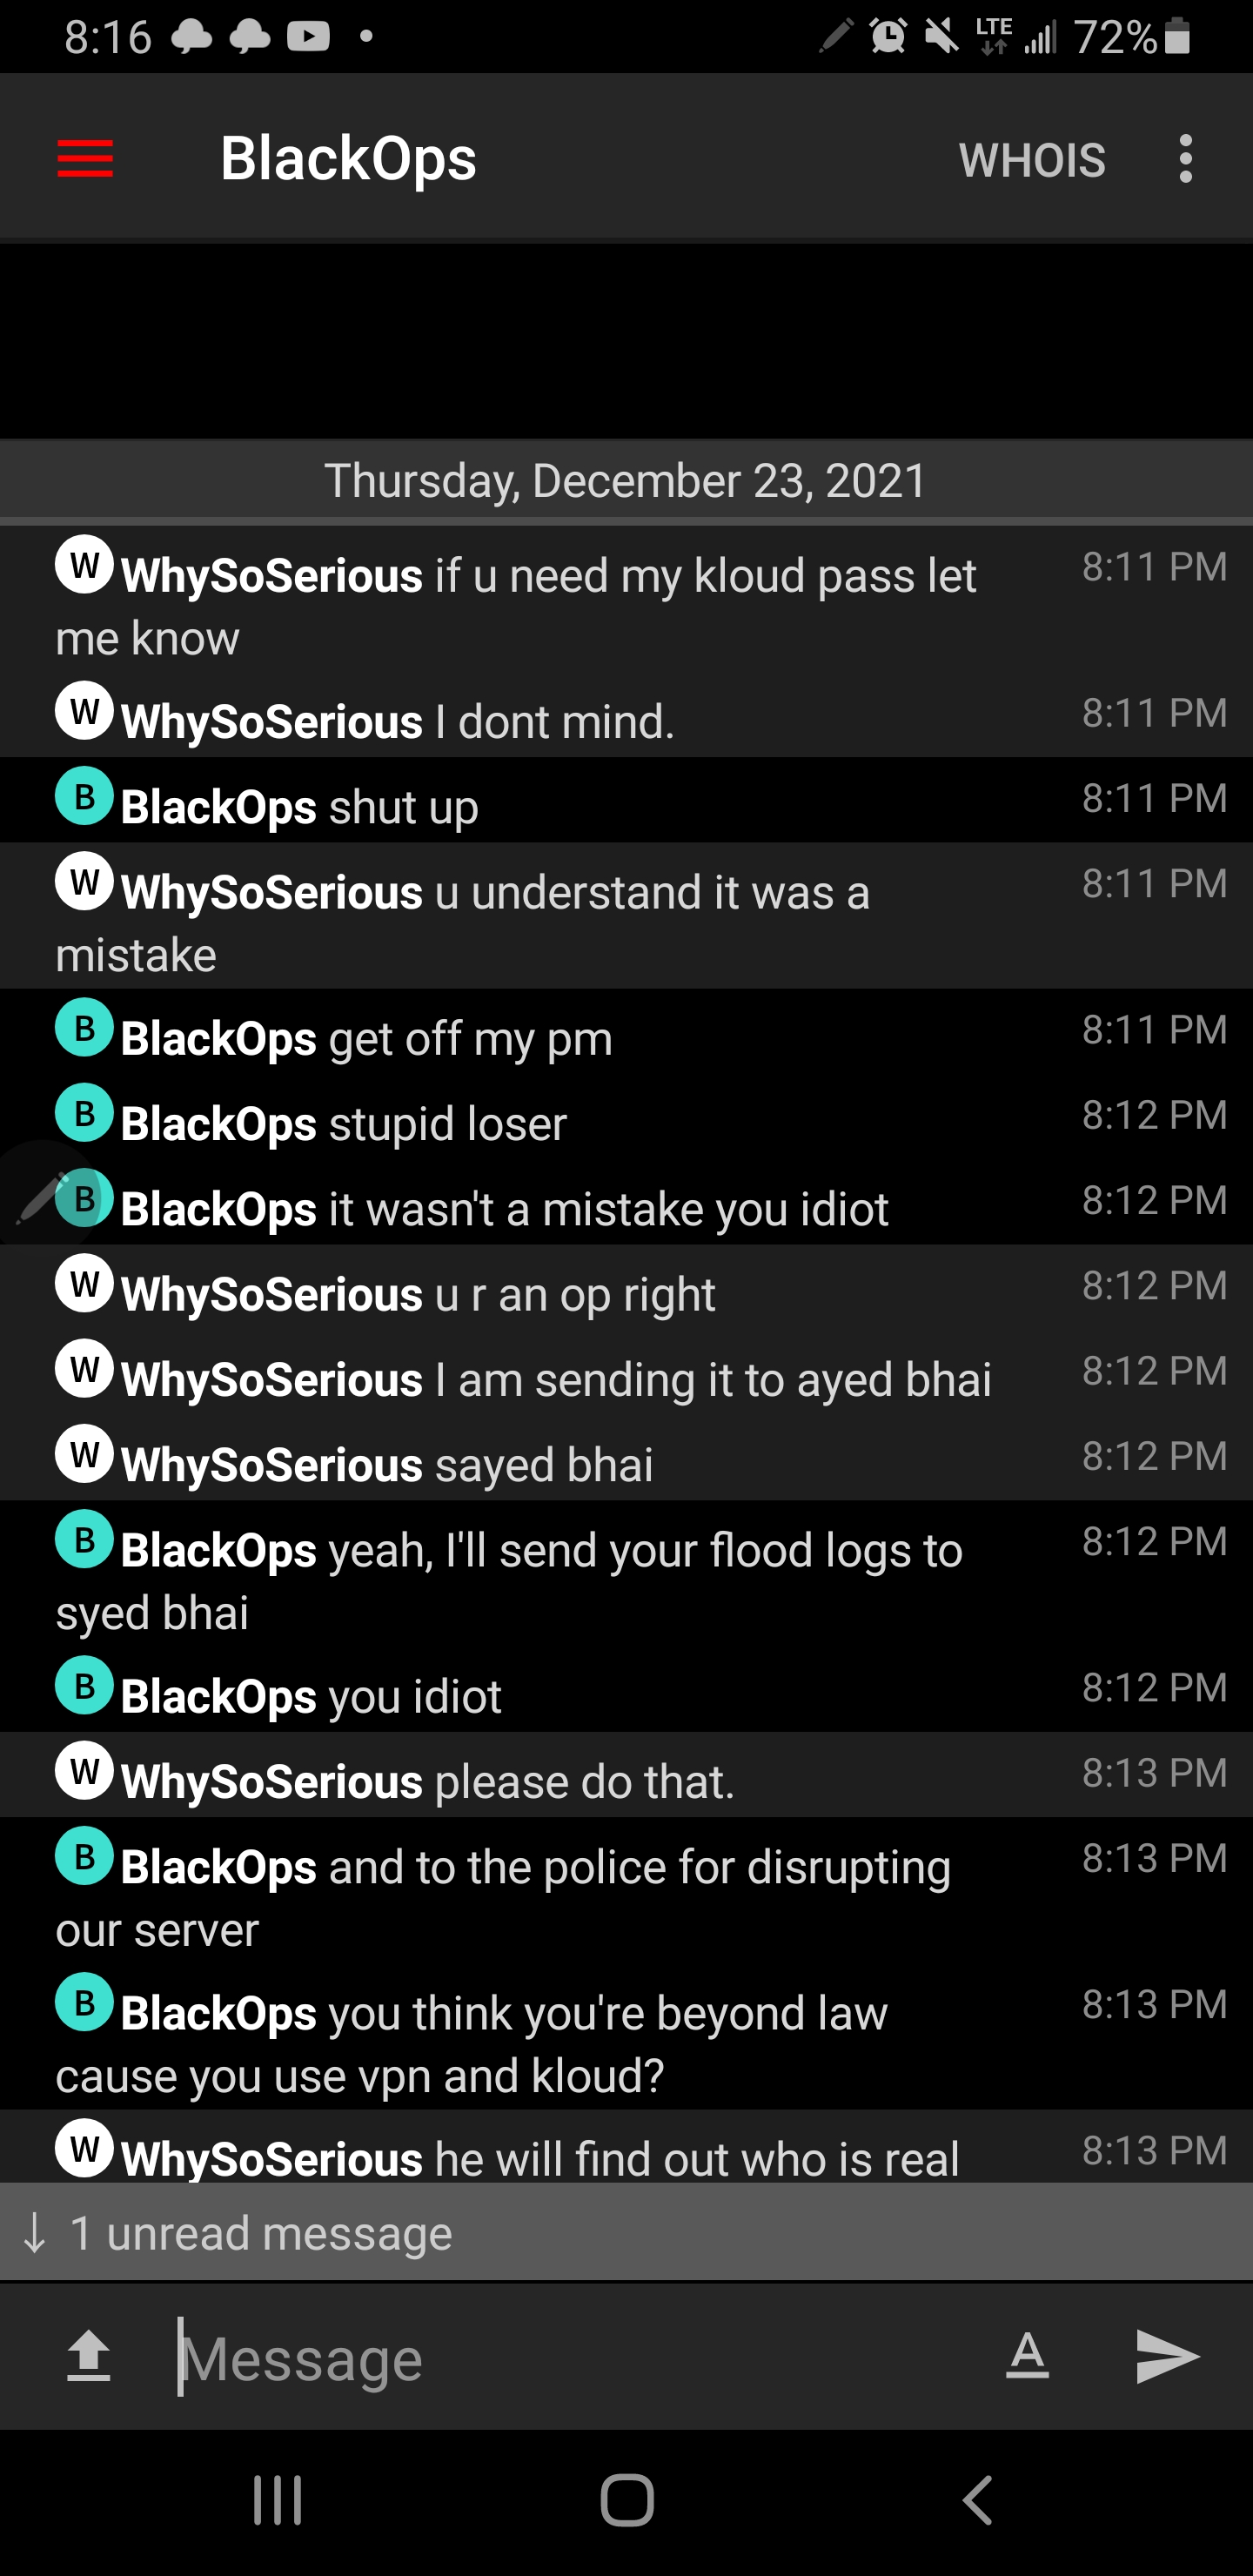 8:16 LTE 72%
BlackOps WHOIS
Thursday, December 23, 2021
W WhySoSerious if u need my kloud pass let 8:11 PM
me know
W WhySoSerious I dont mind. 8:11 PM
B BlackOps shut up 8:11 PM
W WhySoSerious u understand it was a 8:11 PM
mistake
B BlackOps get off my pm 8:11 PM
B BlackOps stupid loser 8:12 PM
B BlackOps it wasn't a mistake you idiot 8:12 PM
W WhySoSerious u r an op right 8:12 PM
W WhySoSerious I am sending it to ayed bhai 8:12 PM
W WhySoSerious sayed bhai 8:12 PM
B BlackOps yeah, I'll send your flood logs to 8:12 PM
syed bhai
B BlackOps you idiot 8:12 PM
W WhySoSerious please do that. 8:13 PM
B BlackOps and to the police for disrupting 8:13 PM
our server
B BlackOps you think you're beyond law 8:13 PM
cause you use vpn and kloud?
W WhySoSerious he will find out who is real 8:13 PM
↓ 1 unread message
Message A